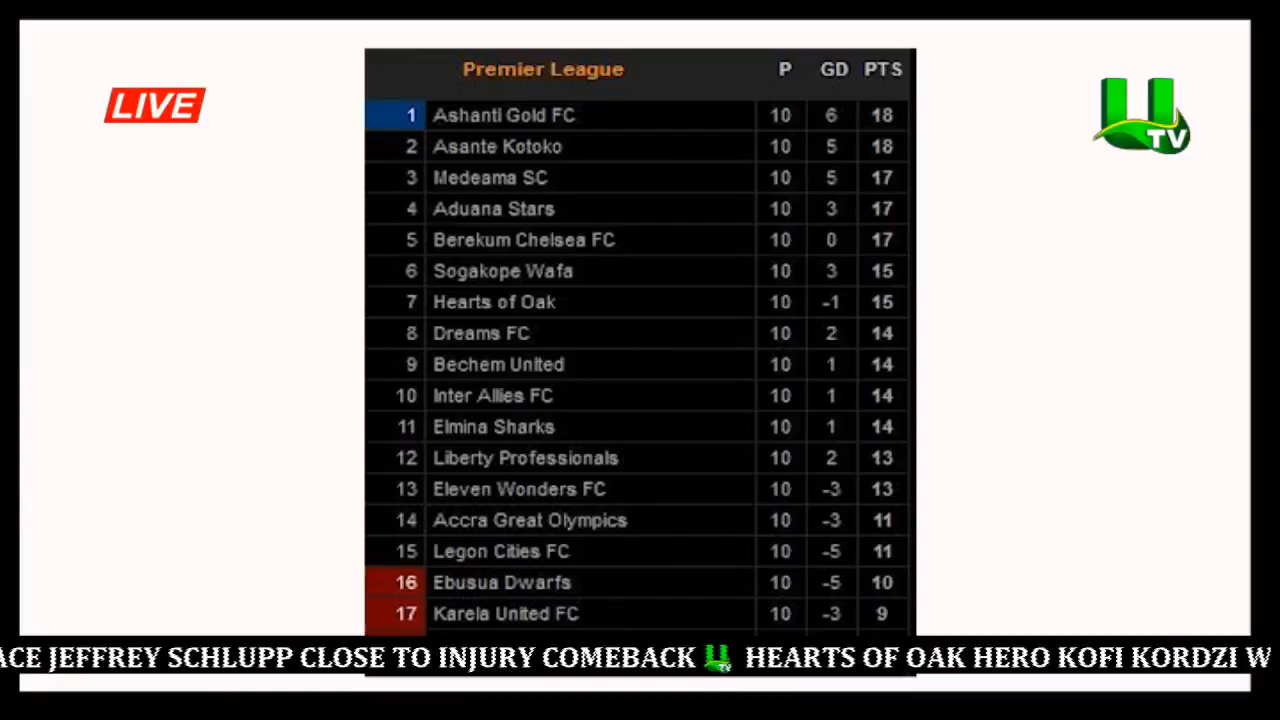 LIVE
U
TV
Premier League P GD PTS
1 Ashanti Gold FC 10 6 18
2 Asante Kotoko 10 5 18
3 Medeama SC 10 5 17
4 Aduana Stars 10 3 17
5 Berekum Chelsea FC 10 0 17
6 Sogakope Wafa 10 3 15
7 Hearts of Oak 10 -1 15
8 Dreams FC 10 2 14
9 Bechem United 10 1 14
10 Inter Allies FC 10 1 14
11 Elmina Sharks 10 1 14
12 Liberty Professionals 10 2 13
13 Eleven Wonders FC 10 -3 13
14 Accra Great Olympics 10 -3 11
15 Legon Cities FC 10 -5 11
16 Ebusua Dwarfs 10 -5 10
17 Karela United FC 10 -3 9
ACE JEFFREY SCHLUPP CLOSE TO INJURY COMEBACK U TV HEARTS OF OAK HERO KOFI KORDZI W